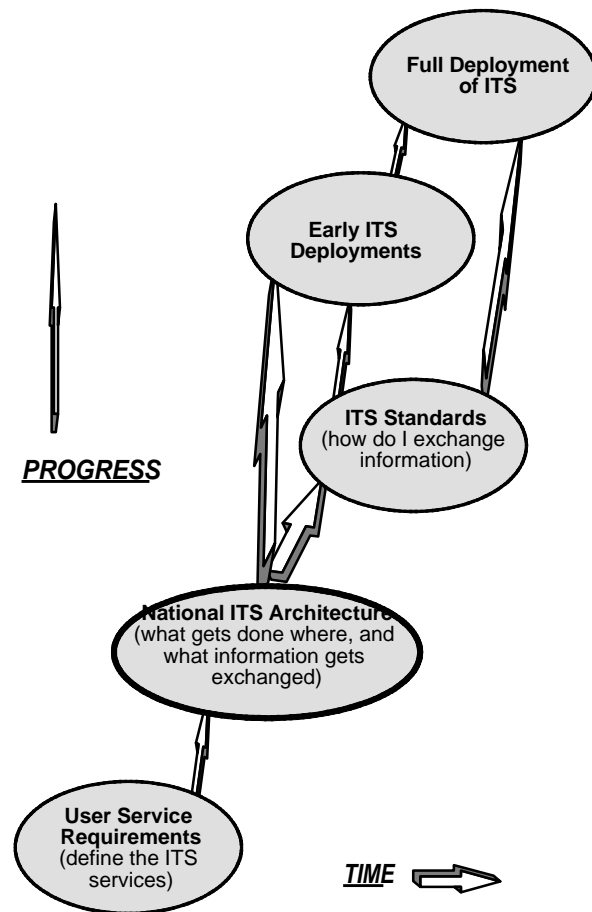 Full Deployment
of ITS
Early ITS
Deployments
ITS Standards
(how do I exchange
information)
PROGRESS
National ITS Architecture
(what gets done where, and
what information gets
exchanged)
User Service
Requirements
(define the ITS
services)
TIME